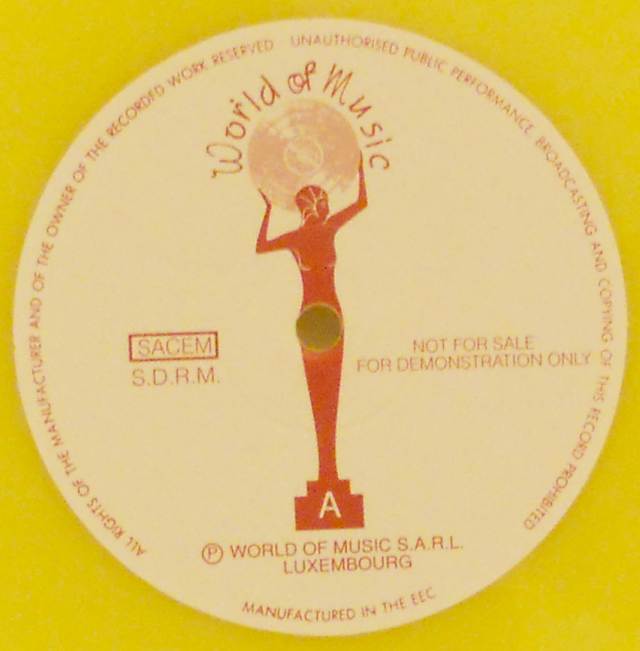 ALL RIGHTS OF THE MANUFACTURER AND OF THE OWNER OF THE RECORDED WORK RESERVED UNAUTHORISED PUBLIC PERFORMANCE, BROADCASTING AND COPYING OF THIS RECORD PROHIBITED
World of Music
SACEM
S.D.R.M.
NOT FOR SALE
FOR DEMONSTRATION ONLY
A
Ⓟ WORLD OF MUSIC S.A.R.L.
LUXEMBOURG
MANUFACTURED IN THE EEC